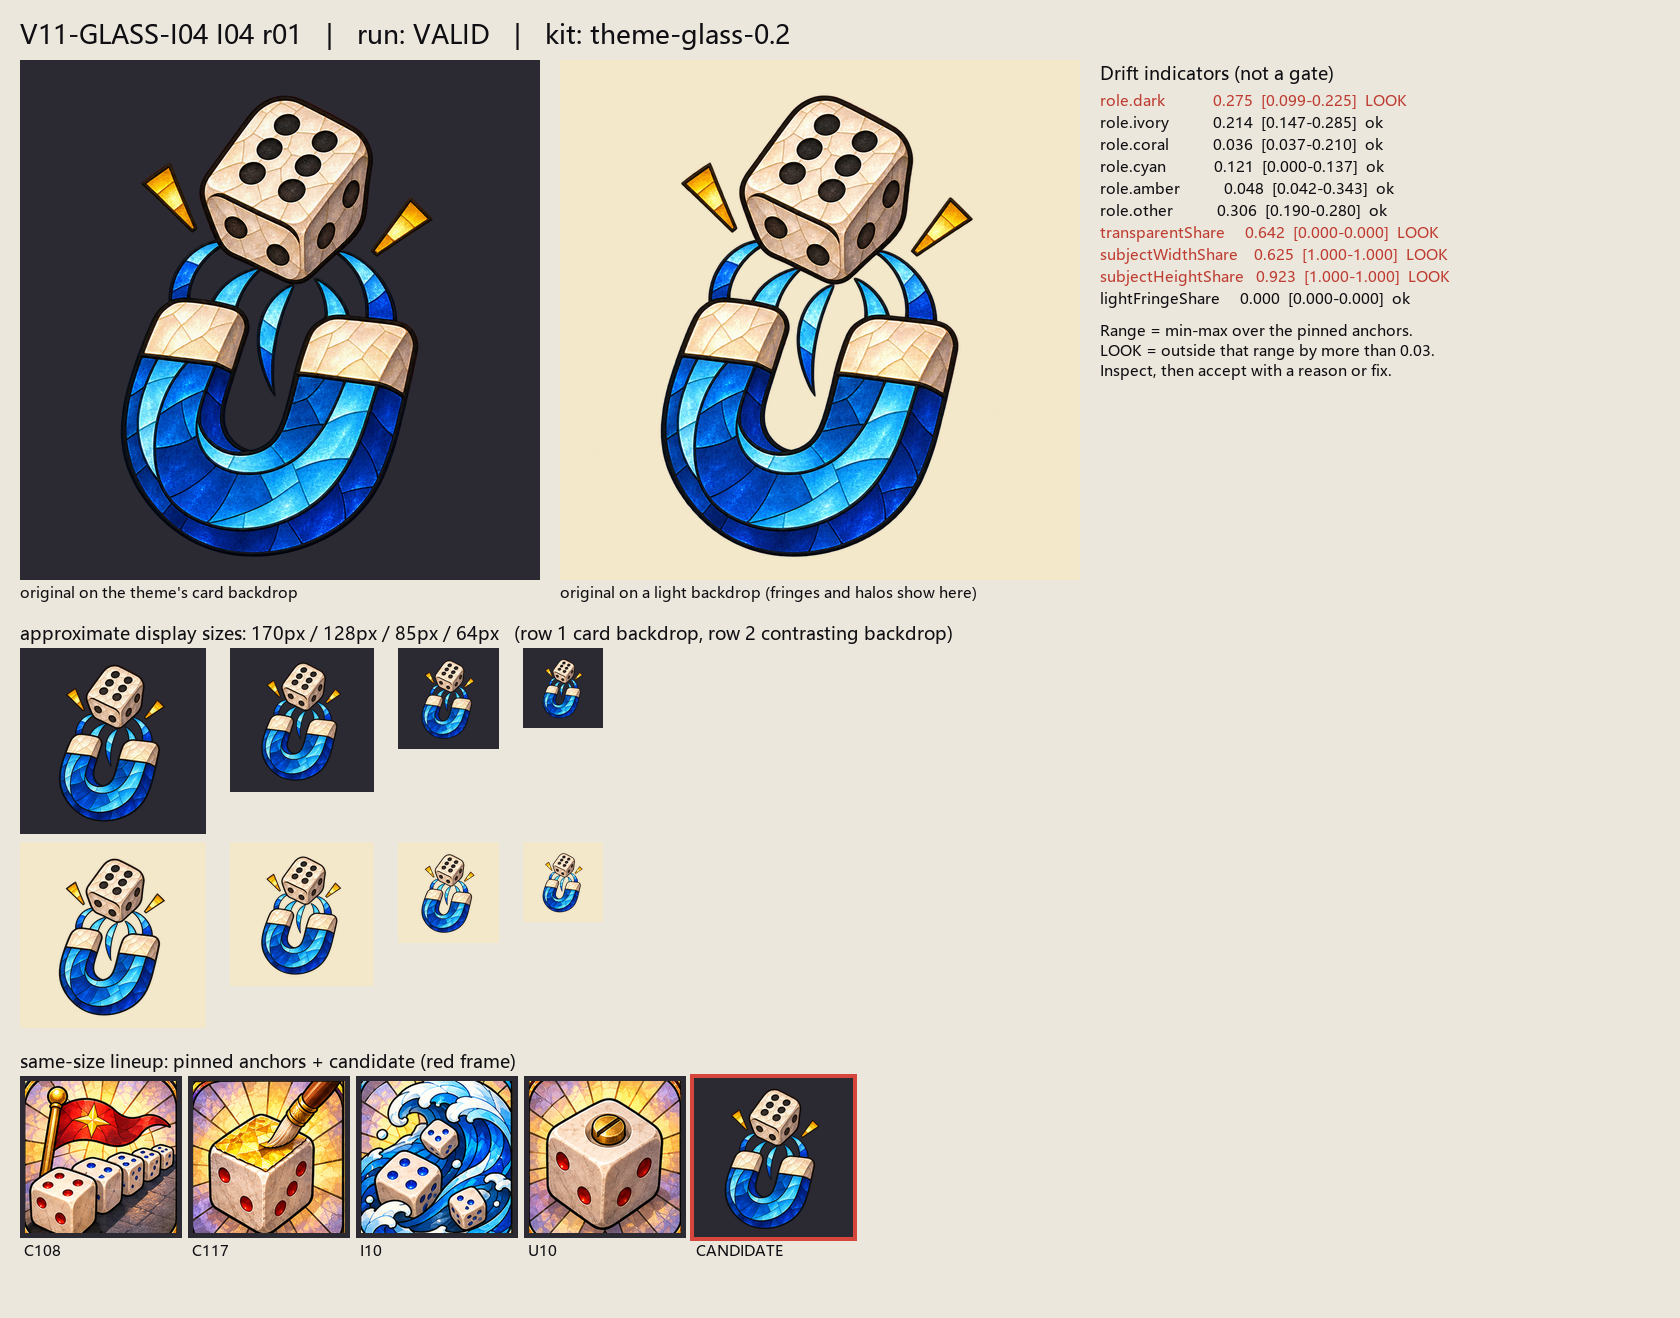 V11-GLASS-I04 I04 r01 | run: VALID | kit: theme-glass-0.2
Drift indicators (not a gate)
role.dark 0.275 [0.099-0.225] LOOK
role.ivory 0.214 [0.147-0.285] ok
role.coral 0.036 [0.037-0.210] ok
role.cyan 0.121 [0.000-0.137] ok
role.amber 0.048 [0.042-0.343] ok
role.other 0.306 [0.190-0.280] ok
transparentShare 0.642 [0.000-0.000] LOOK
subjectWidthShare 0.625 [1.000-1.000] LOOK
subjectHeightShare 0.923 [1.000-1.000] LOOK
lightFringeShare 0.000 [0.000-0.000] ok
Range = min-max over the pinned anchors.
LOOK = outside that range by more than 0.03.
Inspect, then accept with a reason or fix.
original on the theme's card backdrop
original on a light backdrop (fringes and halos show here)
approximate display sizes: 170px / 128px / 85px / 64px (row 1 card backdrop, row 2 contrasting backdrop)
same-size lineup: pinned anchors + candidate (red frame)
C108
C117
I10
U10
CANDIDATE